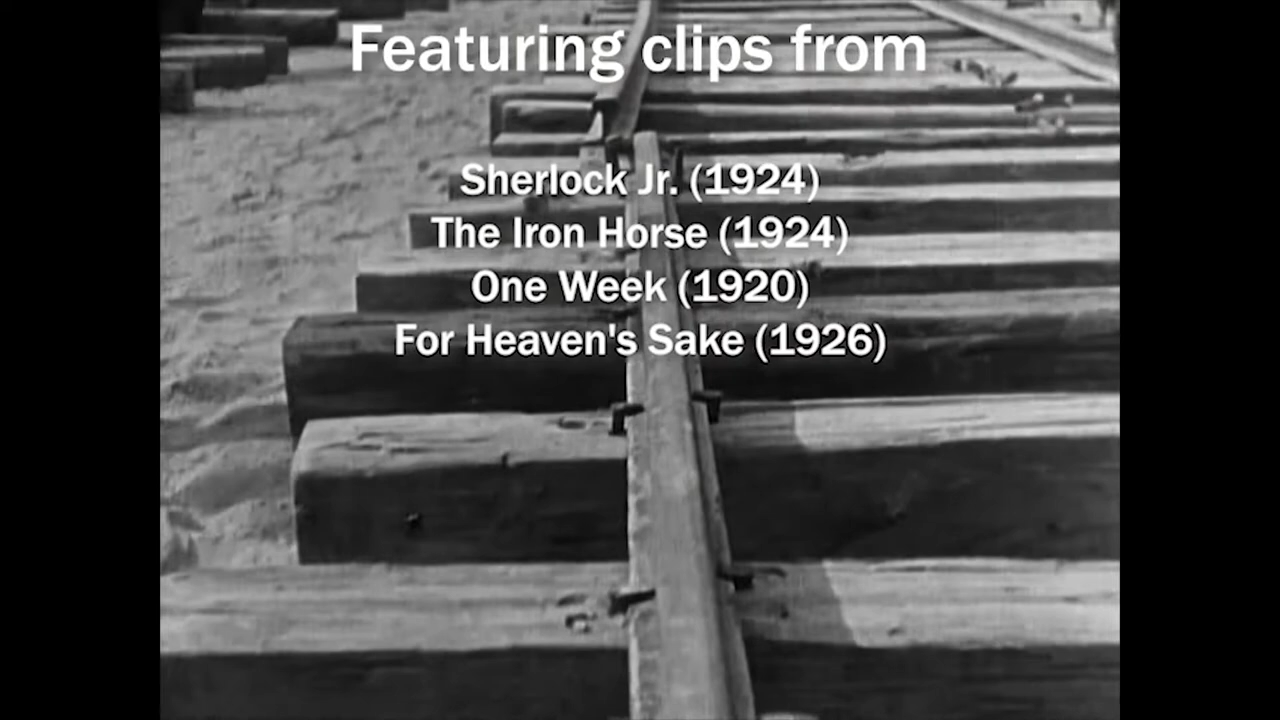 Featuring clips from
Sherlock Jr. (1924)
The Iron Horse (1924)
One Week (1920)
For Heaven's Sake (1926)